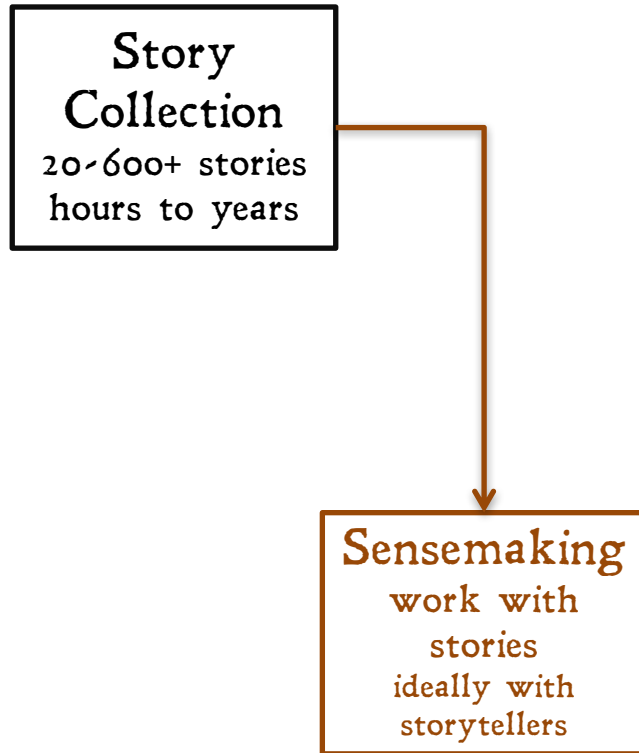 Story
Collection
20-600+ stories
hours to years
Sensemaking
work with
stories
ideally with
storytellers